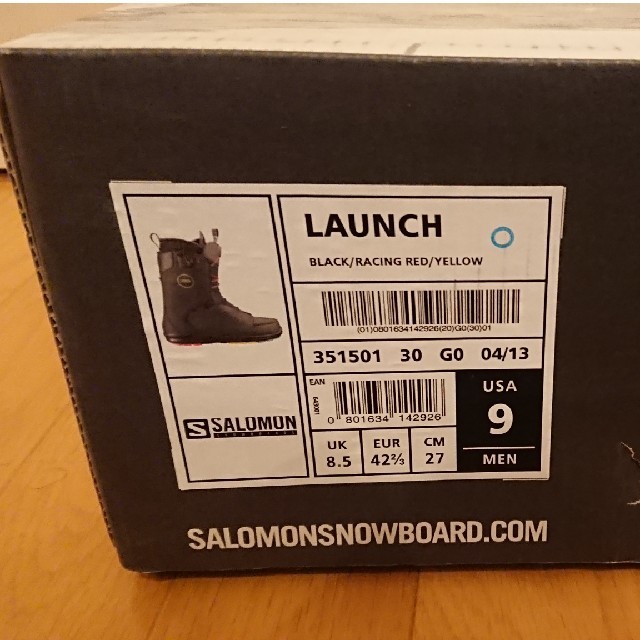 LAUNCH
BLACK/RACING RED/YELLOW
(01)0801634142926(20)G0(30)01
351501 30 G0 04/13
EAN
0 801634 142926
USA
9
MEN
UK
8.5
EUR
42⅔
CM
27
SALOMON
SNOWBOARDS
SALOMONSNOWBOARD.COM